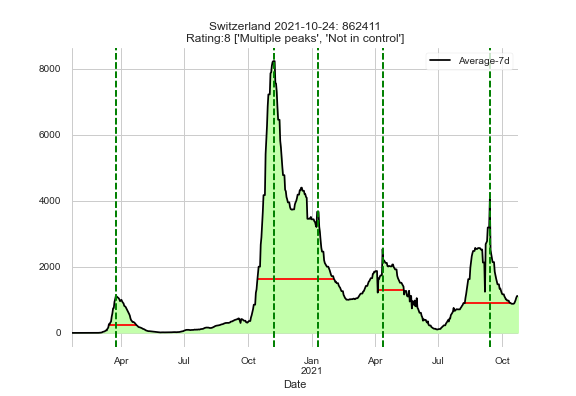 Switzerland 2021-10-24: 862411
Rating:8 ['Multiple peaks', 'Not in control']
Average-7d
8000
6000
4000
2000
0
Apr
Jul
Oct
Jan
2021
Apr
Jul
Oct
Date